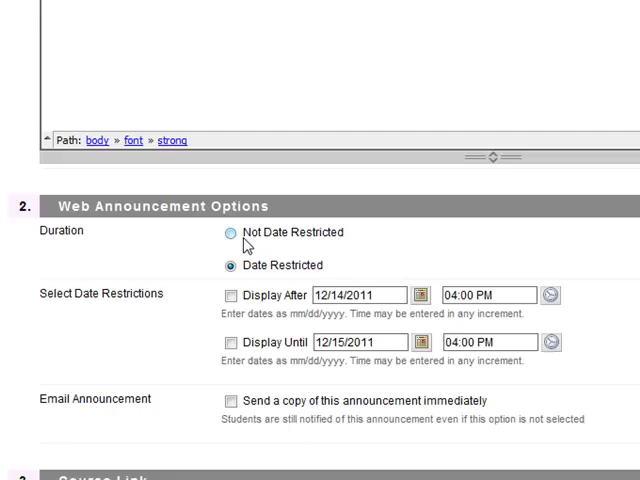 Path: body » font » strong
2. Web Announcement Options
Duration
Not Date Restricted
Date Restricted
Select Date Restrictions
Display After 12/14/2011 04:00 PM
Enter dates as mm/dd/yyyy. Time may be entered in any increment.
Display Until 12/15/2011 04:00 PM
Enter dates as mm/dd/yyyy. Time may be entered in any increment.
Email Announcement
Send a copy of this announcement immediately
Students are still notified of this announcement even if this option is not selected
3. Course Link